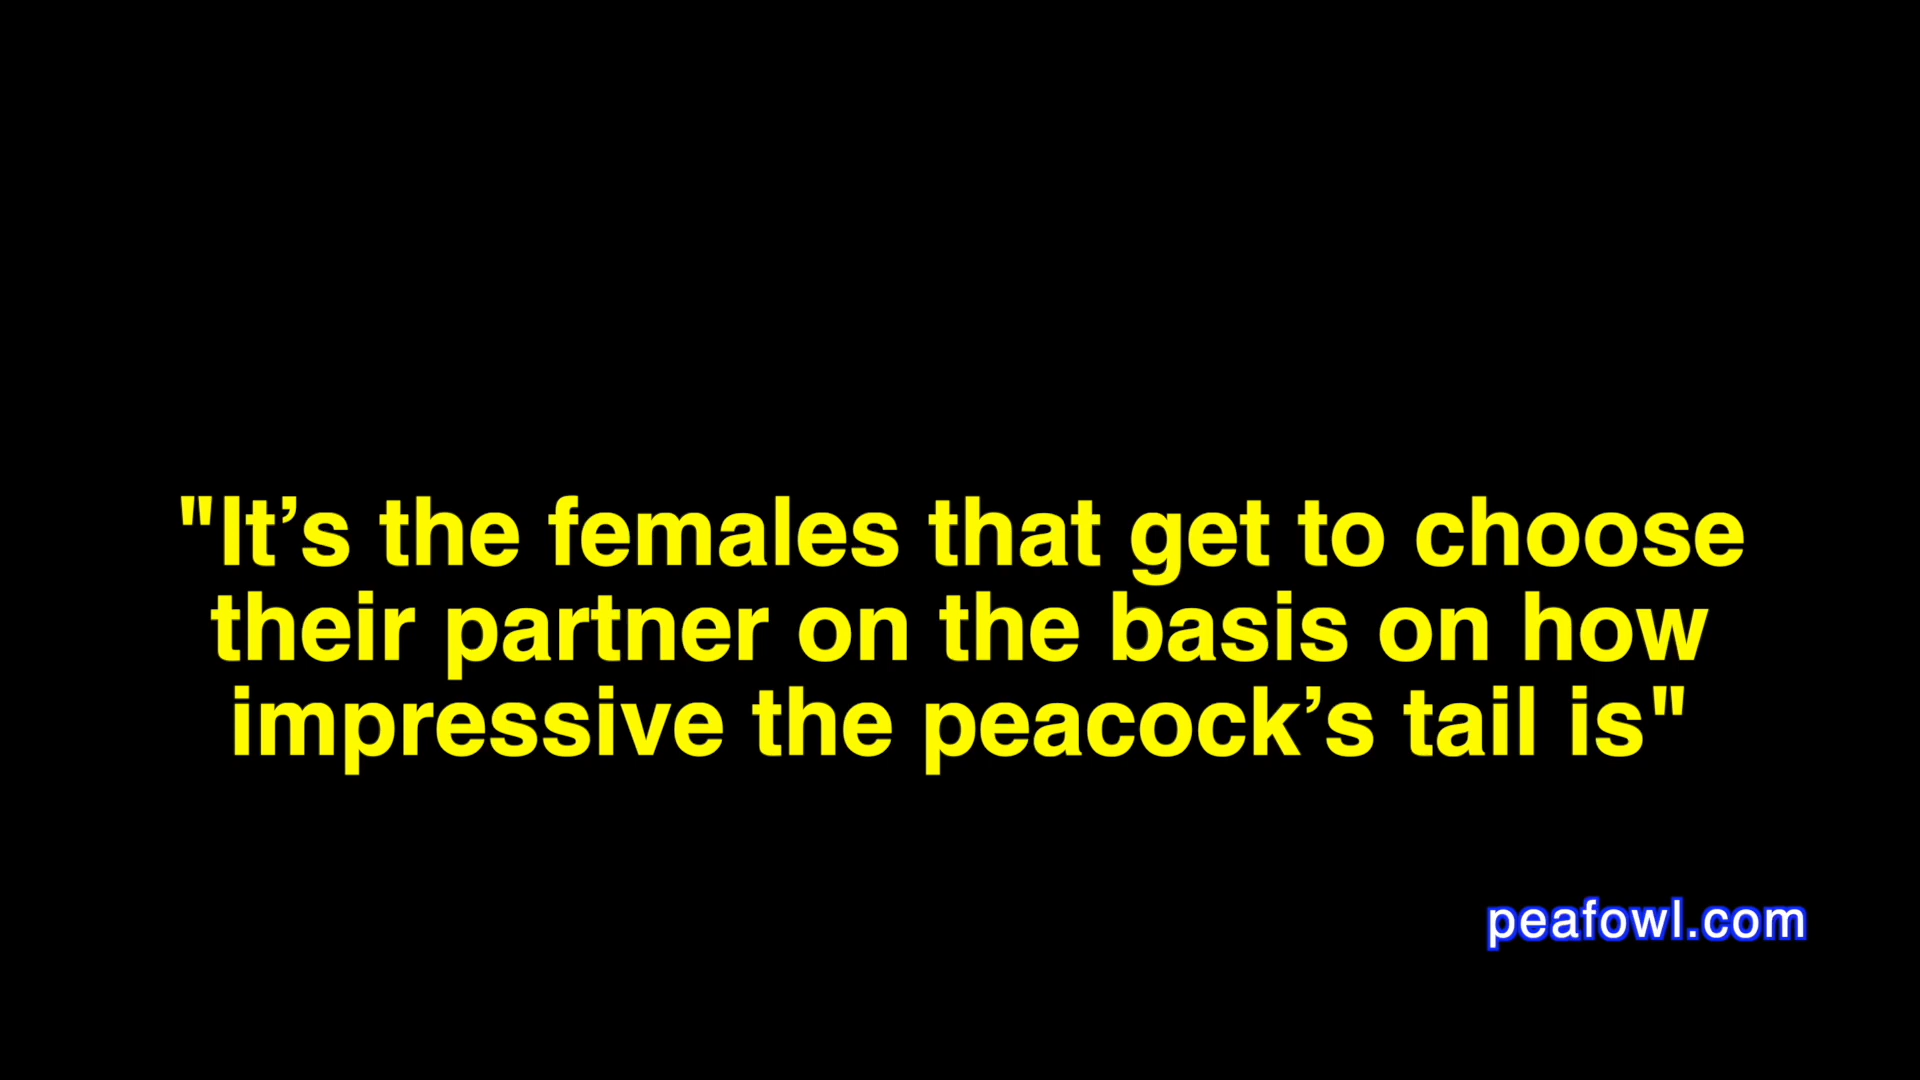 "It’s the females that get to choose
their partner on the basis on how
impressive the peacock’s tail is"
peafowl.com